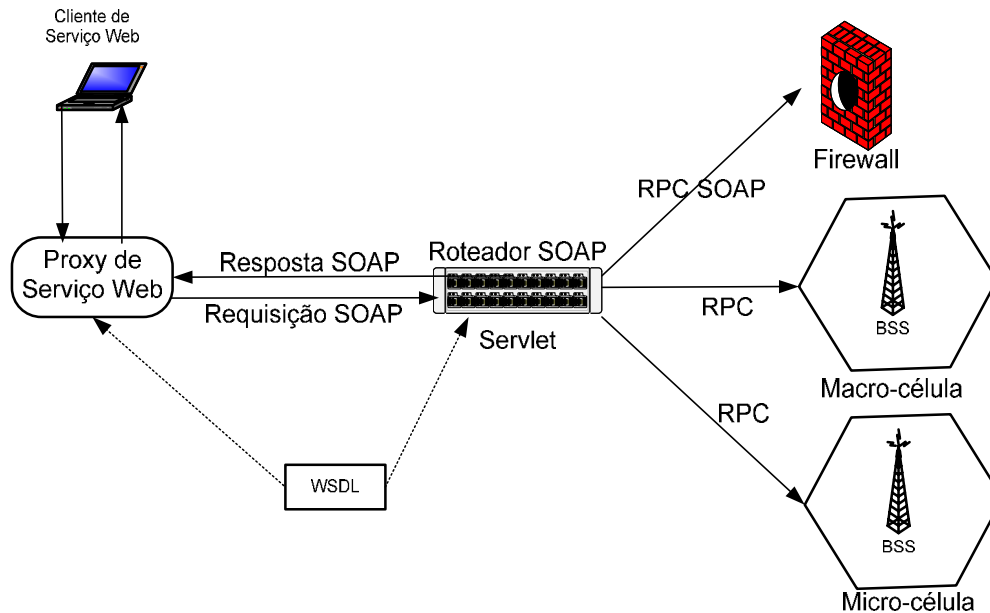 Cliente de
Serviço Web
Firewall
RPC SOAP
Proxy de
Serviço Web
Resposta SOAP
Requisição SOAP
Roteador SOAP
Servlet
RPC
BSS
Macro-célula
RPC
WSDL
BSS
Micro-célula